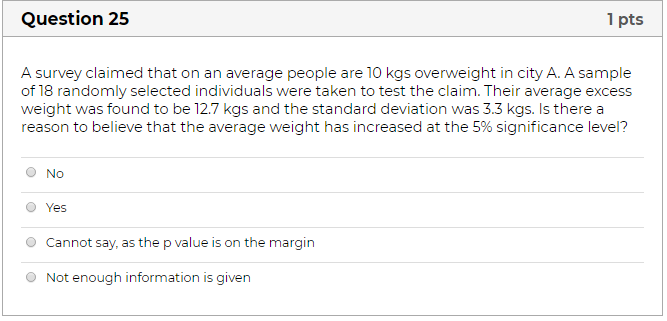 Question 25
1 pts
A survey claimed that on an average people are 10 kgs overweight in city A. A sample
of 18 randomly selected individuals were taken to test the claim. Their average excess
weight was found to be 12.7 kgs and the standard deviation was 3.3 kgs. Is there a
reason to believe that the average weight has increased at the 5% significance level?
No
Yes
Cannot say, as the p value is on the margin
Not enough information is given